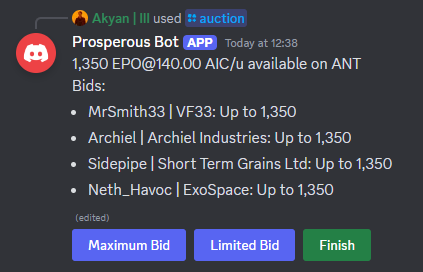 Akyan | III used auction
Prosperous Bot APP Today at 12:38
1,350 EPO@140.00 AIC/u available on ANT
Bids:
• MrSmith33 | VF33: Up to 1,350
• Archiel | Archiel Industries: Up to 1,350
• Sidepipe | Short Term Grains Ltd: Up to 1,350
• Neth_Havoc | ExoSpace: Up to 1,350
(edited)
Maximum Bid Limited Bid Finish